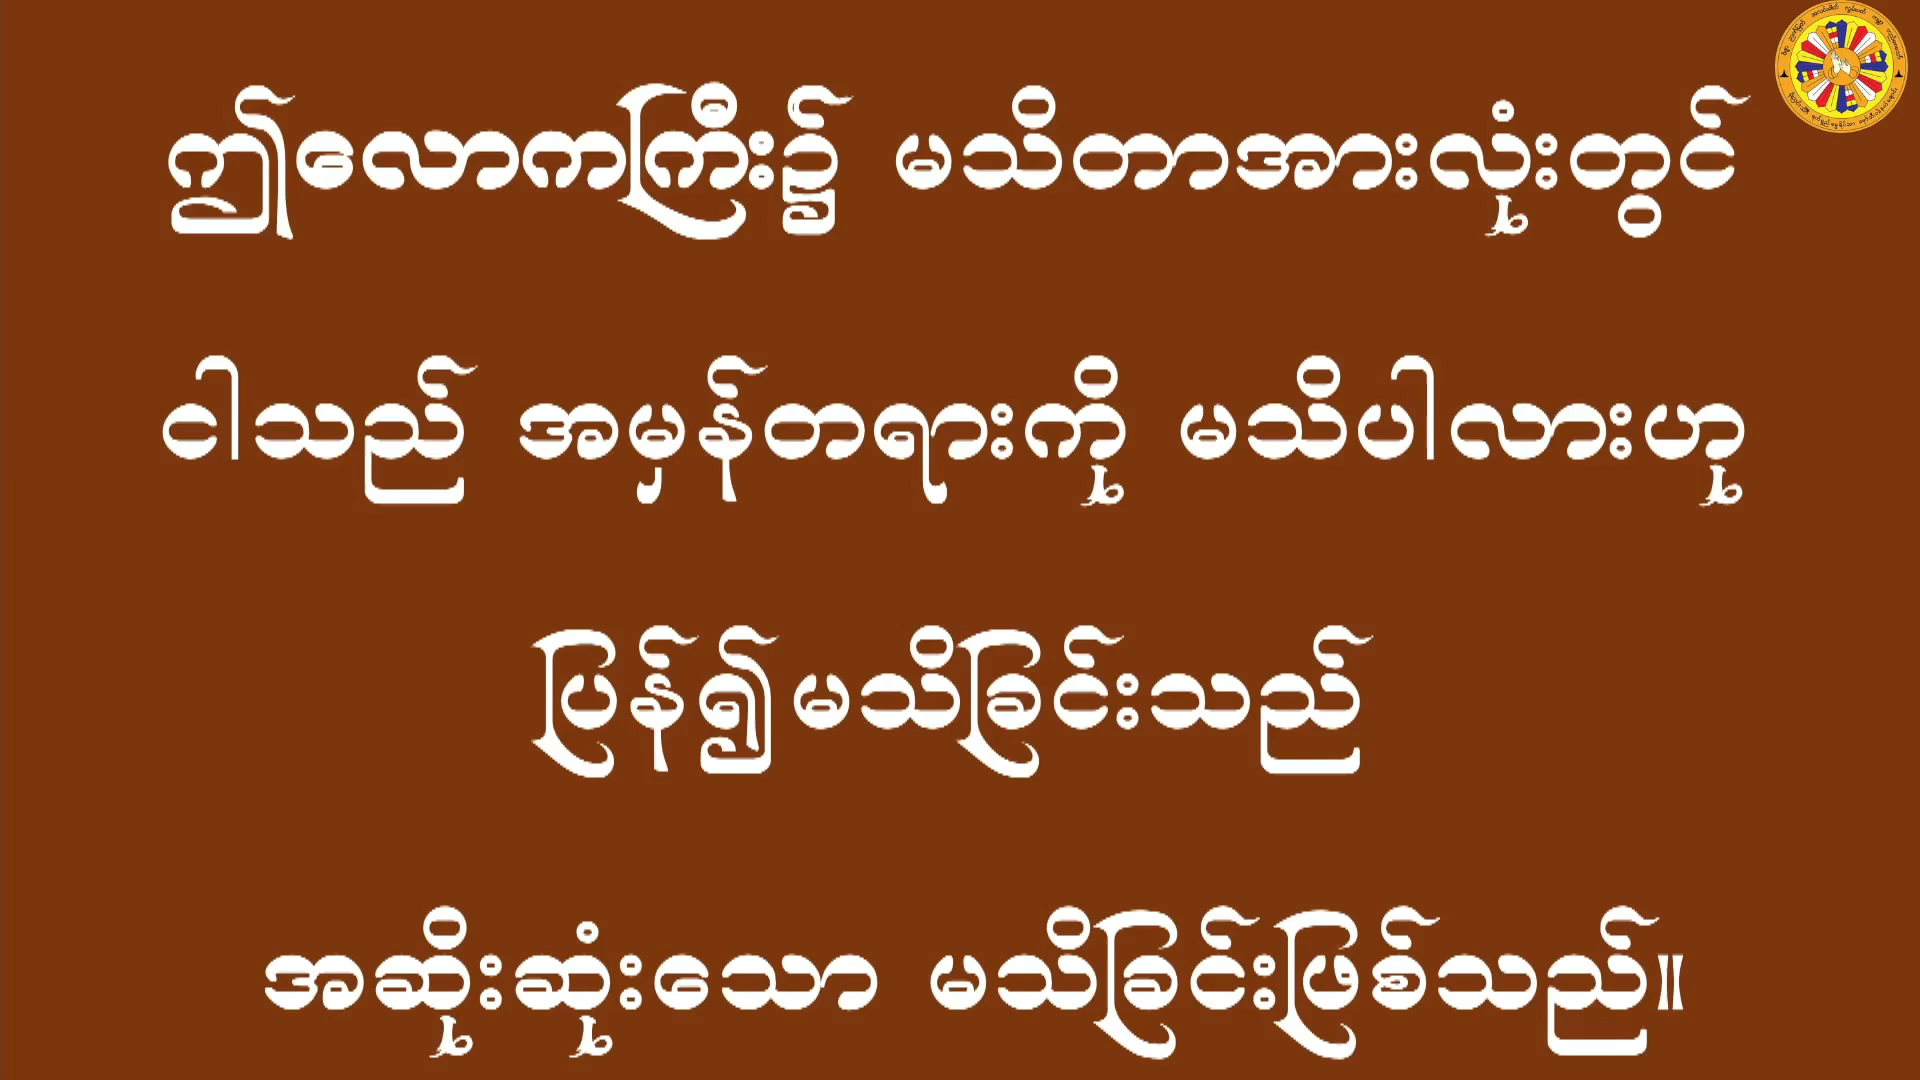 ဤလောကကြီး၌ မသိတာအားလုံးတွင်
ငါသည် အမှန်တရားကို မသိပါလားဟု
ပြန်၍မသိခြင်းသည်
အဆိုးဆုံးသော မသိခြင်းဖြစ်သည်။